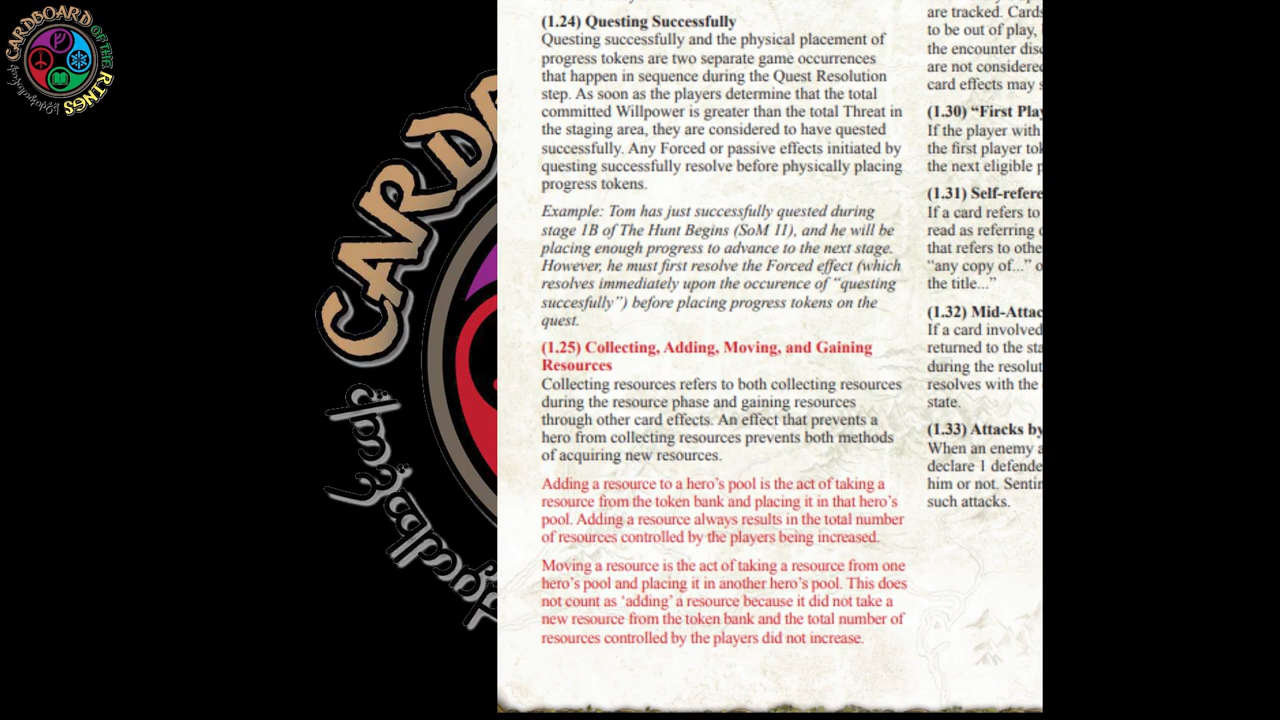 CARDBOARD OF THE RINGS
CARD
(1.24) Questing Successfully
Questing successfully and the physical placement of
progress tokens are two separate game occurrences
that happen in sequence during the Quest Resolution
step. As soon as the players determine that the total
committed Willpower is greater than the total Threat in
the staging area, they are considered to have quested
successfully. Any Forced or passive effects initiated by
questing successfully resolve before physically placing
progress tokens.
Example: Tom has just successfully quested during
stage 1B of The Hunt Begins (SoM 11), and he will be
placing enough progress to advance to the next stage.
However, he must first resolve the Forced effect (which
resolves immediately upon the occurence of “questing
succesfully”) before placing progress tokens on the
quest.
(1.25) Collecting, Adding, Moving, and Gaining
Resources
Collecting resources refers to both collecting resources
during the resource phase and gaining resources
through other card effects. An effect that prevents a
hero from collecting resources prevents both methods
of acquiring new resources.
Adding a resource to a hero’s pool is the act of taking a
resource from the token bank and placing it in that hero’s
pool. Adding a resource always results in the total number
of resources controlled by the players being increased.
Moving a resource is the act of taking a resource from one
hero’s pool and placing it in another hero’s pool. This does
not count as ‘adding’ a resource because it did not take a
new resource from the token bank and the total number of
resources controlled by the players did not increase.
are tracked. Cards
to be out of play,
the encounter disc
are not considered
card effects may s
(1.30) “First Play
If the player with
the first player tok
the next eligible p
(1.31) Self-refere
If a card refers to
read as referring o
that refers to othe
“any copy of...” o
the title...”
(1.32) Mid-Attac
If a card involved
returned to the sta
during the resolut
resolves with the
state.
(1.33) Attacks by
When an enemy a
declare 1 defende
him or not. Sentin
such attacks.